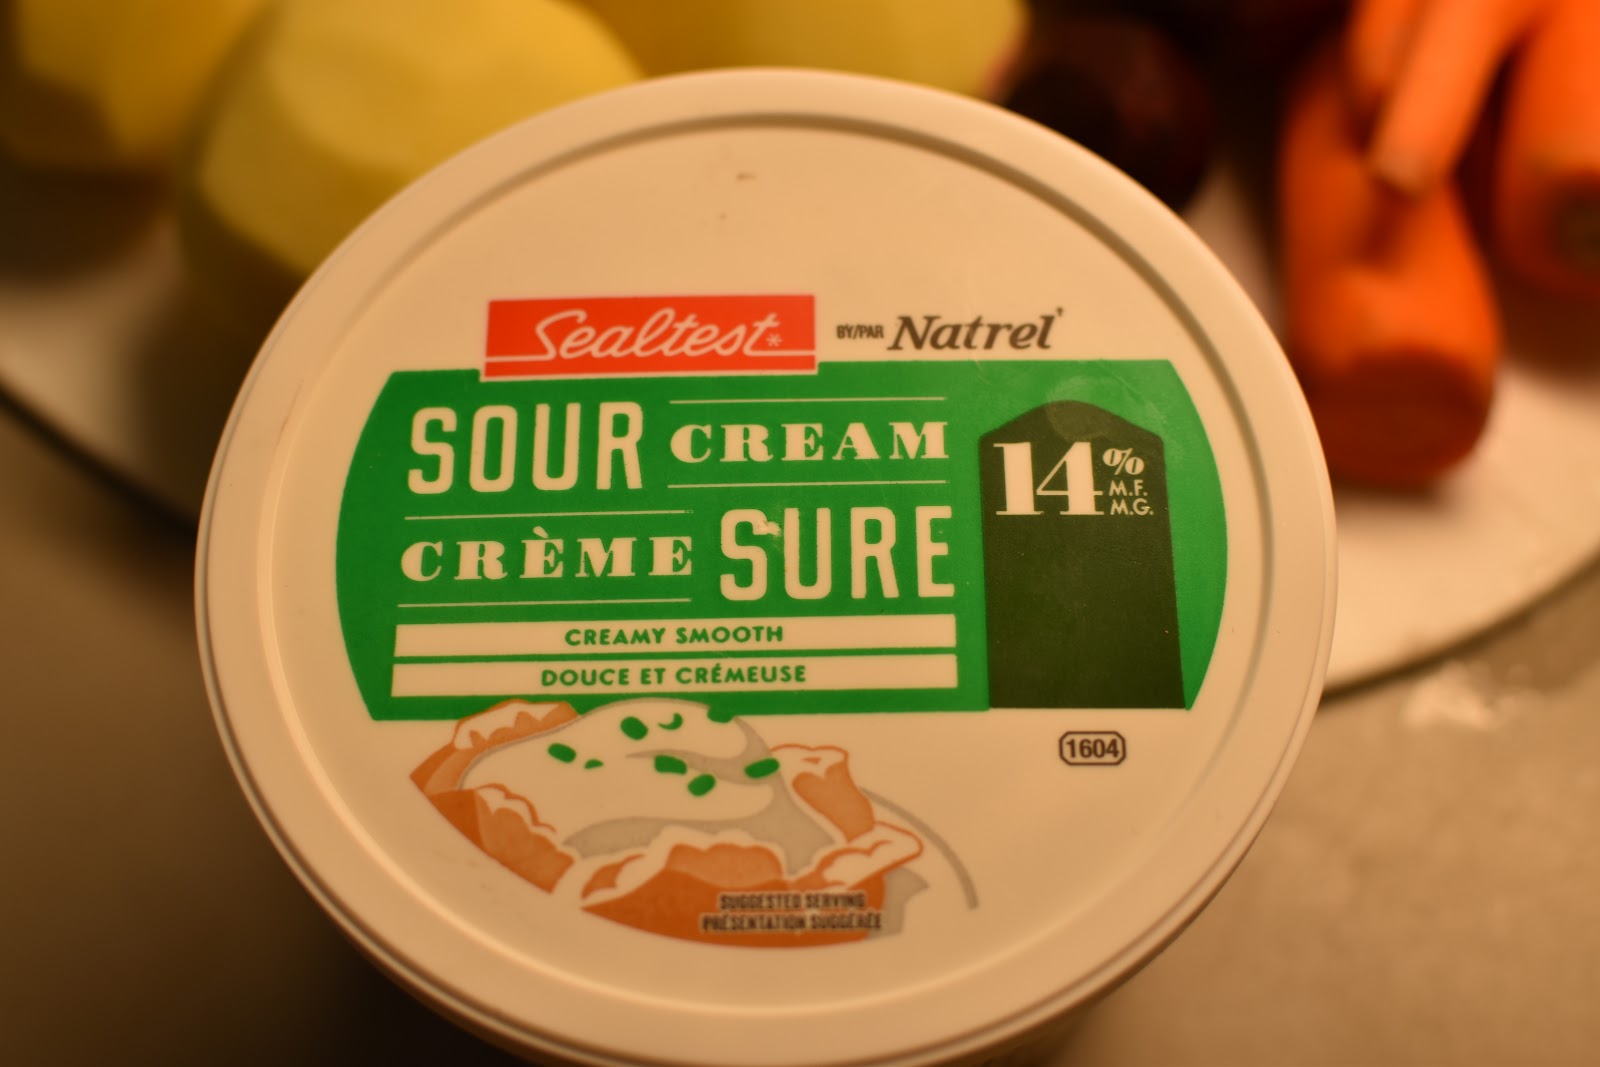 Sealtest* BY/PAR Natrel
SOUR CREAM
CRÈME SURE
14% M.F. M.G.
CREAMY SMOOTH
DOUCE ET CRÉMEUSE
1604
SUGGESTED SERVING
PRÉSENTATION SUGGÉRÉE